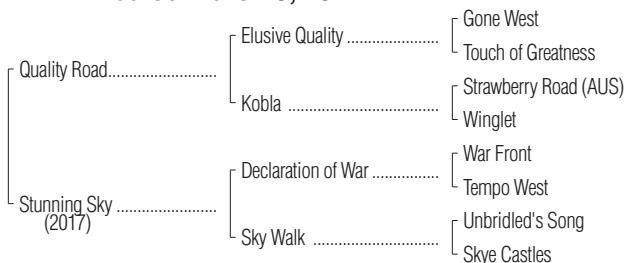 Gone West
Elusive Quality ........................
Touch of Greatness
Quality Road............................
Strawberry Road (AUS)
Kobla .......................................
Winglet
War Front
Declaration of War .................
Tempo West
Stunning Sky ..........................
(2017)
Unbridled's Song
Sky Walk .................................
Skye Castles